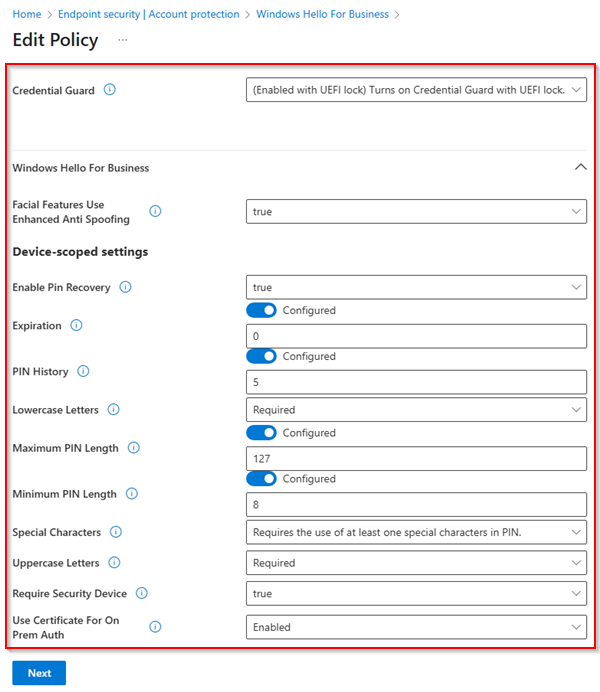 Home > Endpoint security | Account protection > Windows Hello For Business >
Edit Policy ...
Credential Guard (Enabled with UEFI lock) Turns on Credential Guard with UEFI lock.
Windows Hello For Business
Facial Features Use
Enhanced Anti Spoofing true
Device-scoped settings
Enable Pin Recovery true
Configured
Expiration
0
Configured
PIN History
5
Lowercase Letters Required
Configured
Maximum PIN Length
127
Configured
Minimum PIN Length
8
Special Characters Requires the use of at least one special characters in PIN.
Uppercase Letters Required
Require Security Device true
Use Certificate For On
Prem Auth Enabled
Next